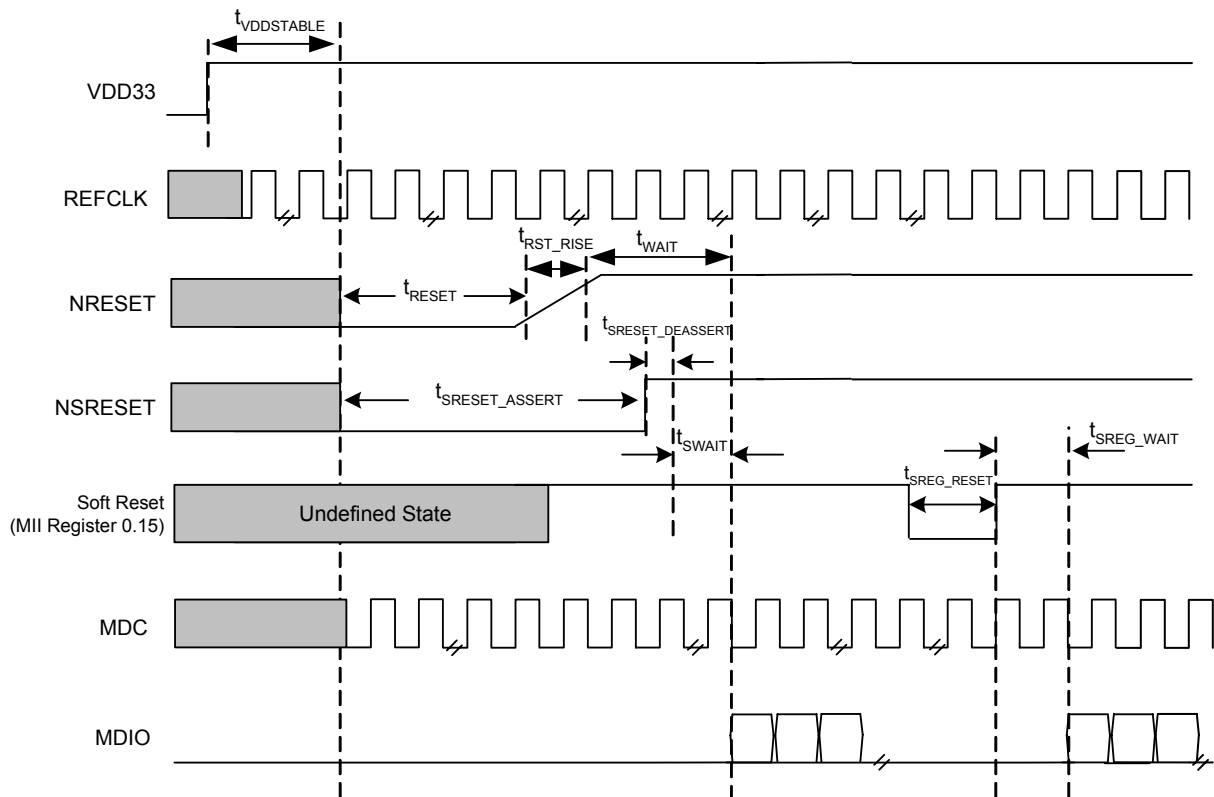 tVDDSTABLE
VDD33
REFCLK
tRST_RISE
tWAIT
NRESET
tRESET
tSRESET_DEASSERT
NSRESET
tSRESET_ASSERT
tSWAIT
tSREG_WAIT
tSREG_RESET
Soft Reset
(MII Register 0.15)
Undefined State
MDC
MDIO